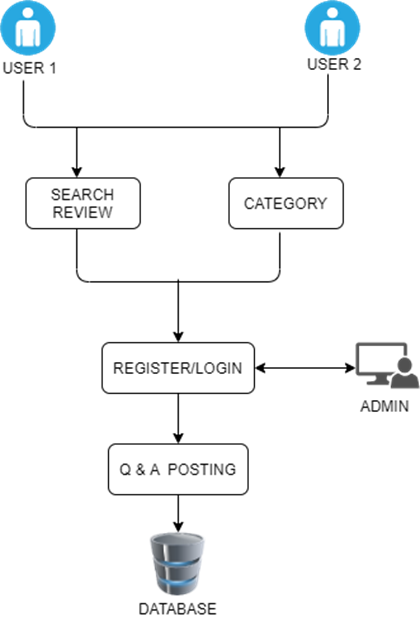 USER 1
USER 2
SEARCH
REVIEW
CATEGORY
REGISTER/LOGIN
ADMIN
Q & A POSTING
DATABASE